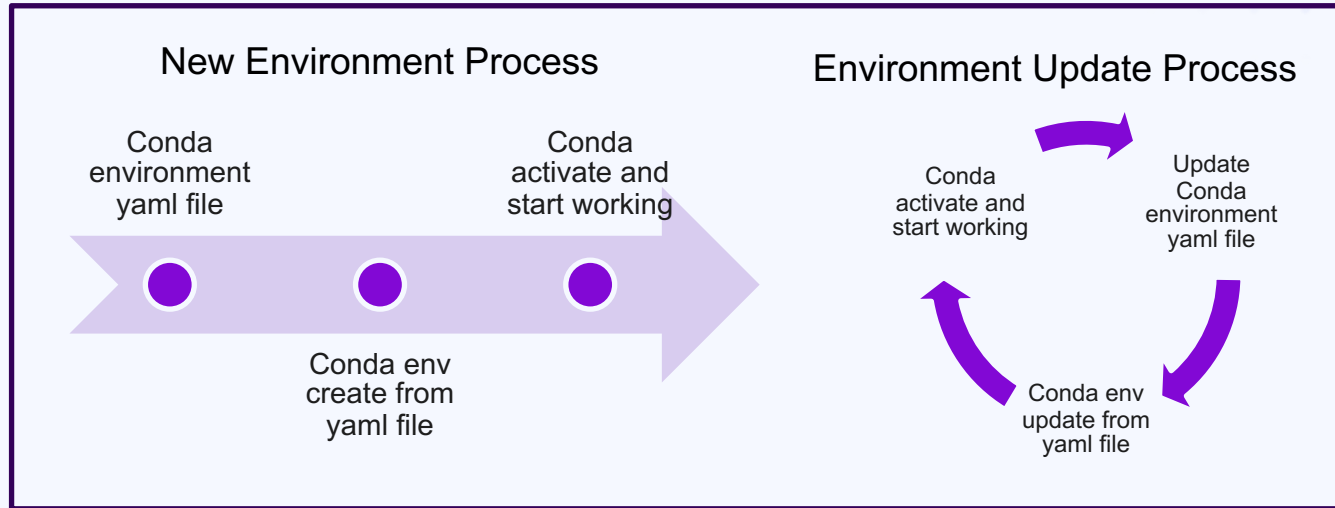 New Environment Process
Conda
environment
yaml file
Conda
activate and
start working
Conda env
create from
yaml file
Environment Update Process
Conda
activate and
start working
Update
Conda
environment
yaml file
Conda env
update from
yaml file